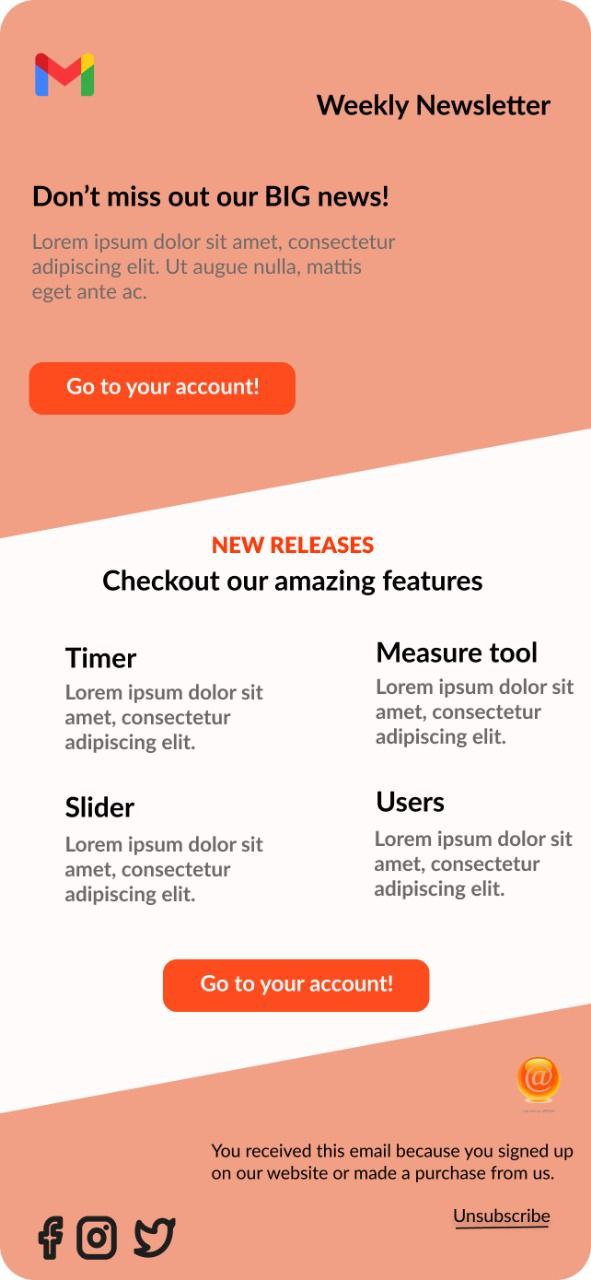 Weekly Newsletter
Don't miss out our BIG news!
Lorem ipsum dolor sit amet, consectetur
adipiscing elit. Ut augue nulla, mattis
eget ante ac.
Go to your account!
NEW RELEASES
Checkout our amazing features
Timer
Lorem ipsum dolor sit
amet, consectetur
adipiscing elit.
Measure tool
Lorem ipsum dolor sit
amet, consectetur
adipiscing elit.
Slider
Lorem ipsum dolor sit
amet, consectetur
adipiscing elit.
Users
Lorem ipsum dolor sit
amet, consectetur
adipiscing elit.
Go to your account!
@
You received this email because you signed up
on our website or made a purchase from us.
Unsubscribe